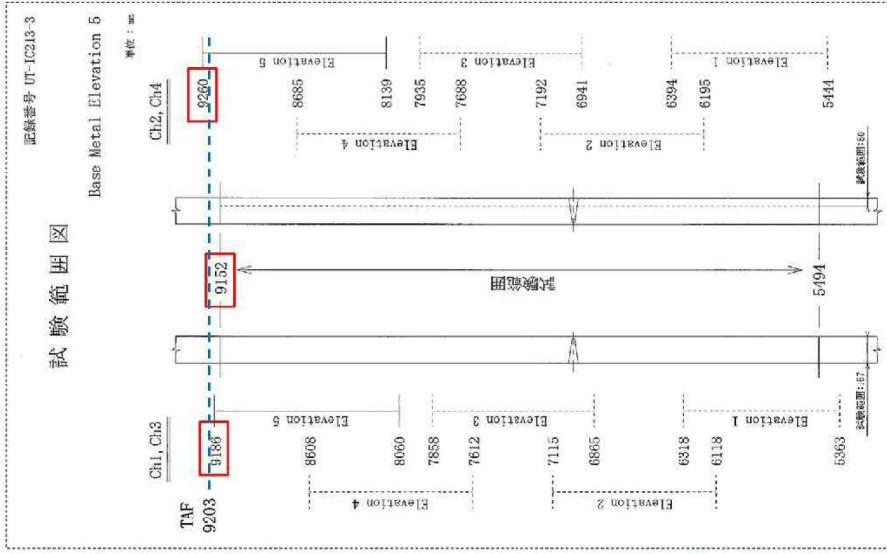 記録番号 UT-IC213-3
試験範囲図
Base Metal Elevation 5
単位：mm
Ch1,Ch3
Ch2,Ch4
TAF
9203
9186
9152
9260
Elevation 5
Elevation 5
8608
8685
Elevation 4
Elevation 4
8060
8139
7858
7935
Elevation 3
Elevation 3
7612
7688
試験範囲
7115
7192
Elevation 2
Elevation 2
6865
6941
6318
6394
Elevation 1
Elevation 1
6118
6195
5494
5363
5444
試験範囲:67
試験範囲:60